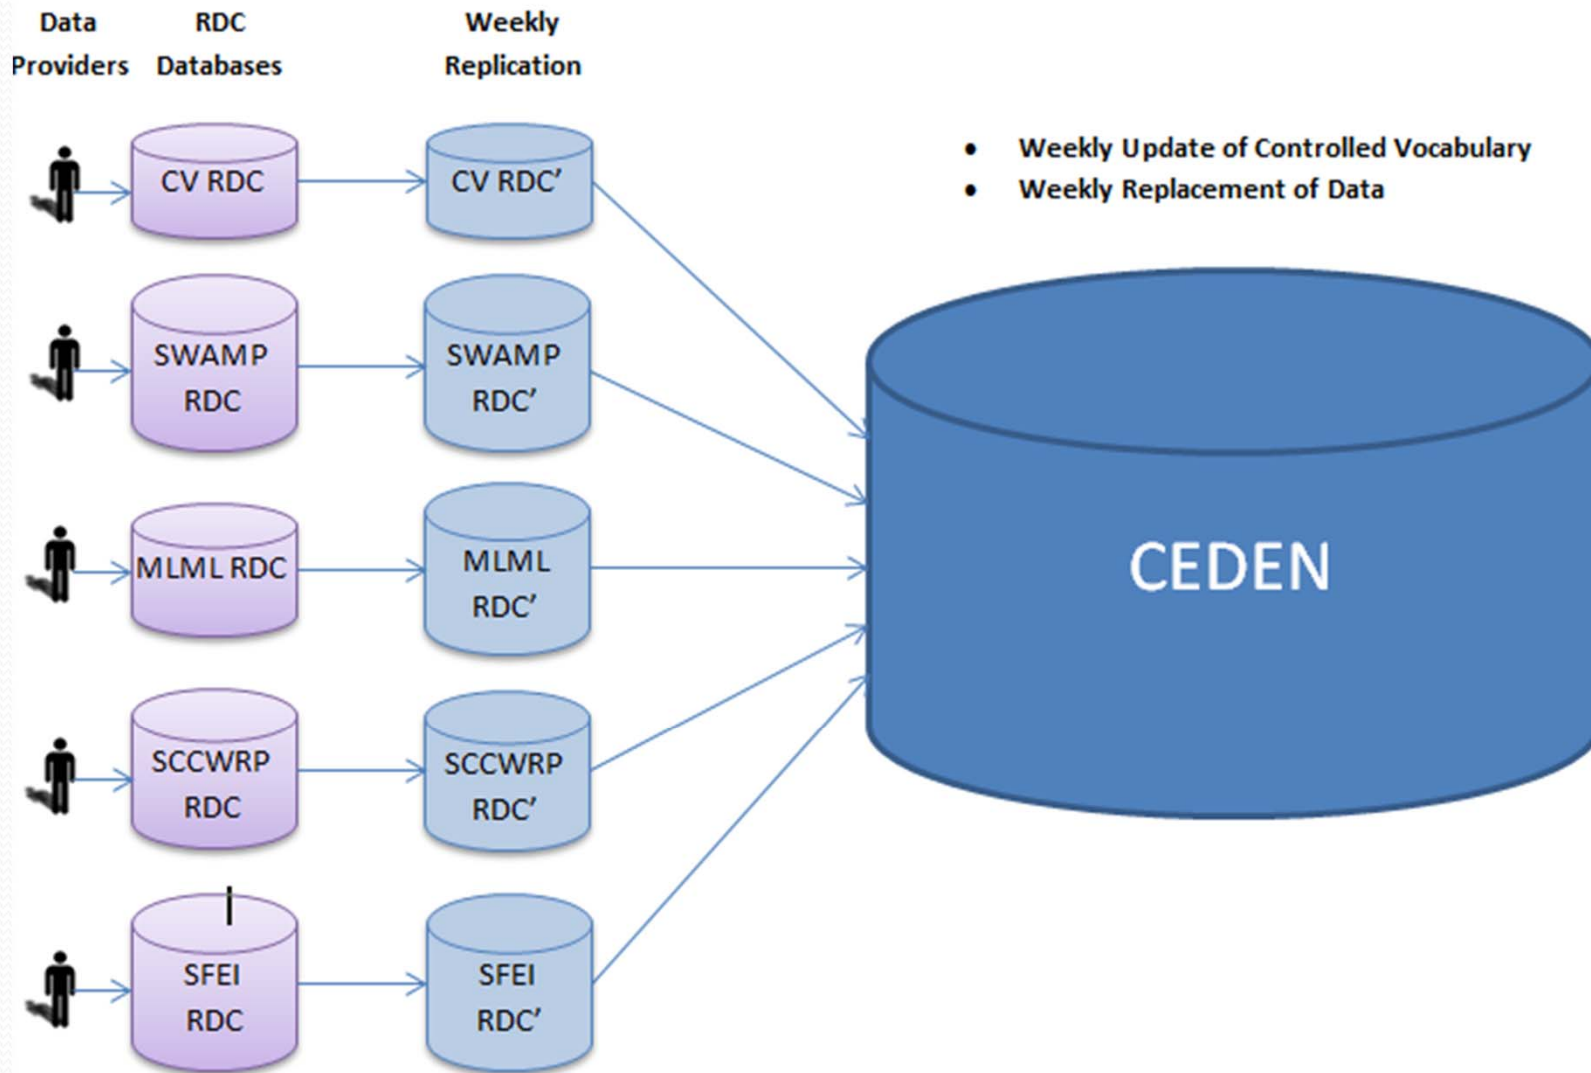 Data
Providers
RDC
Databases
Weekly
Replication
• Weekly Update of Controlled Vocabulary
• Weekly Replacement of Data
CV RDC
CV RDC’
SWAMP
RDC
SWAMP
RDC’
MLML RDC
MLML
RDC’
SCCWRP
RDC
SCCWRP
RDC’
SFEI
RDC
SFEI
RDC’
CEDEN